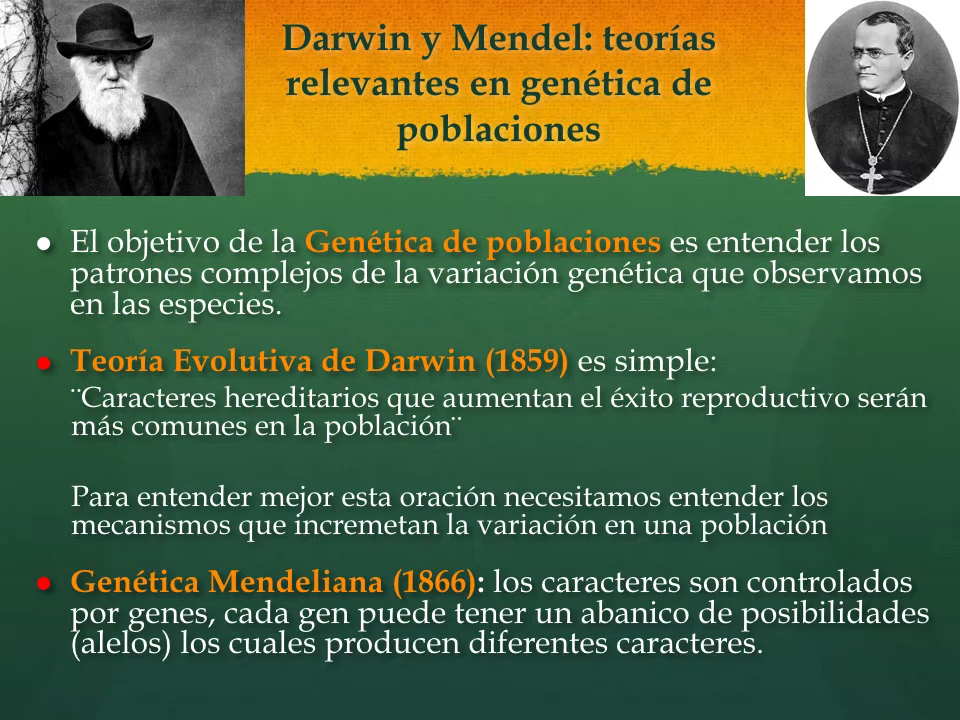 Darwin y Mendel: teorías
relevantes en genética de
poblaciones
● El objetivo de la Genética de poblaciones es entender los
patrones complejos de la variación genética que observamos
en las especies.
● Teoría Evolutiva de Darwin (1859) es simple:
¨Caracteres hereditarios que aumentan el éxito reproductivo serán
más comunes en la población¨
Para entender mejor esta oración necesitamos entender los
mecanismos que incremetan la variación en una población
● Genética Mendeliana (1866): los caracteres son controlados
por genes, cada gen puede tener un abanico de posibilidades
(alelos) los cuales producen diferentes caracteres.